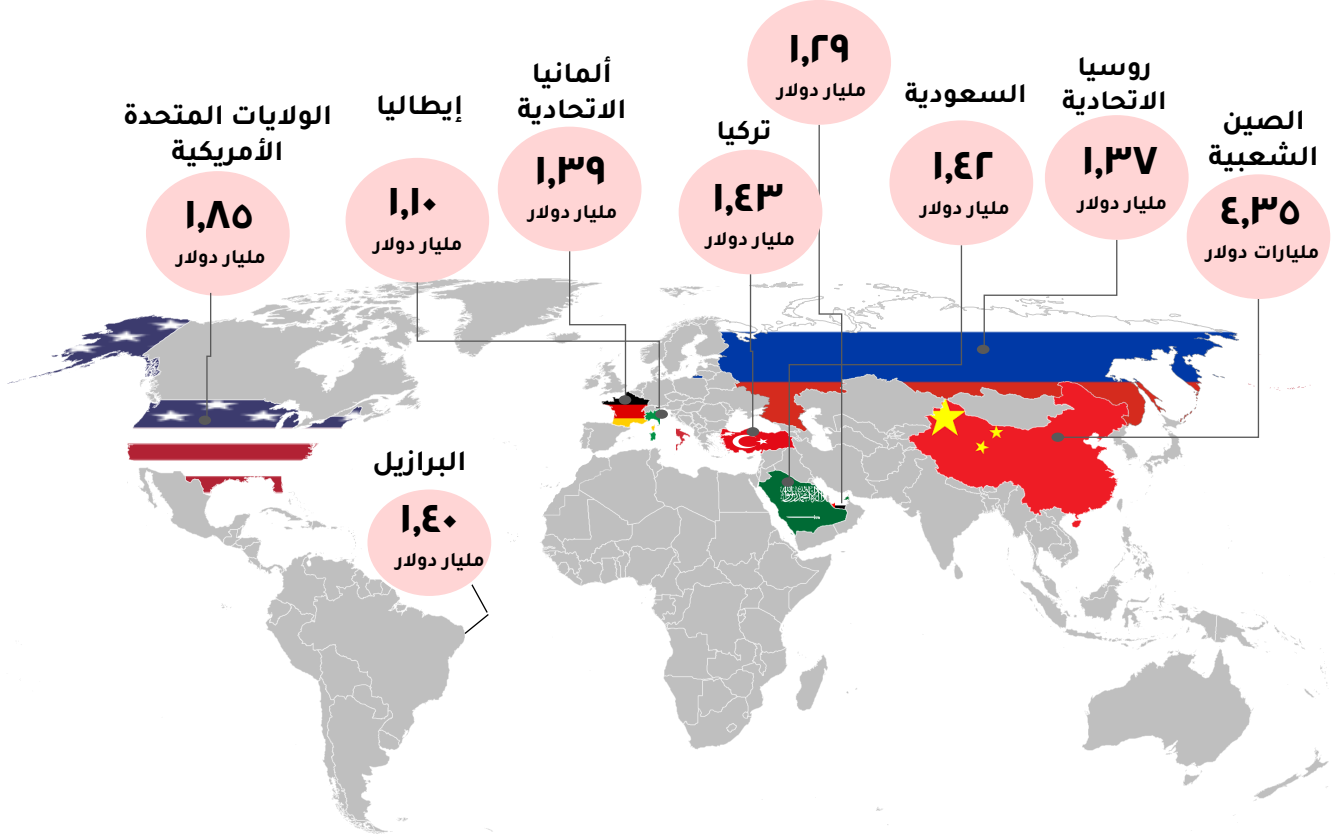 ١,٢٩
مليار دولار
الصين
الشعبية
٤,٣٥
مليارات دولار
روسيا
الاتحادية
١,٣٧
مليار دولار
السعودية
١,٤٢
مليار دولار
تركيا
١,٤٣
مليار دولار
ألمانيا
الاتحادية
١,٣٩
مليار دولار
إيطاليا
١,١٠
مليار دولار
الولايات المتحدة
الأمريكية
١,٨٥
مليار دولار
البرازيل
١,٤٠
مليار دولار